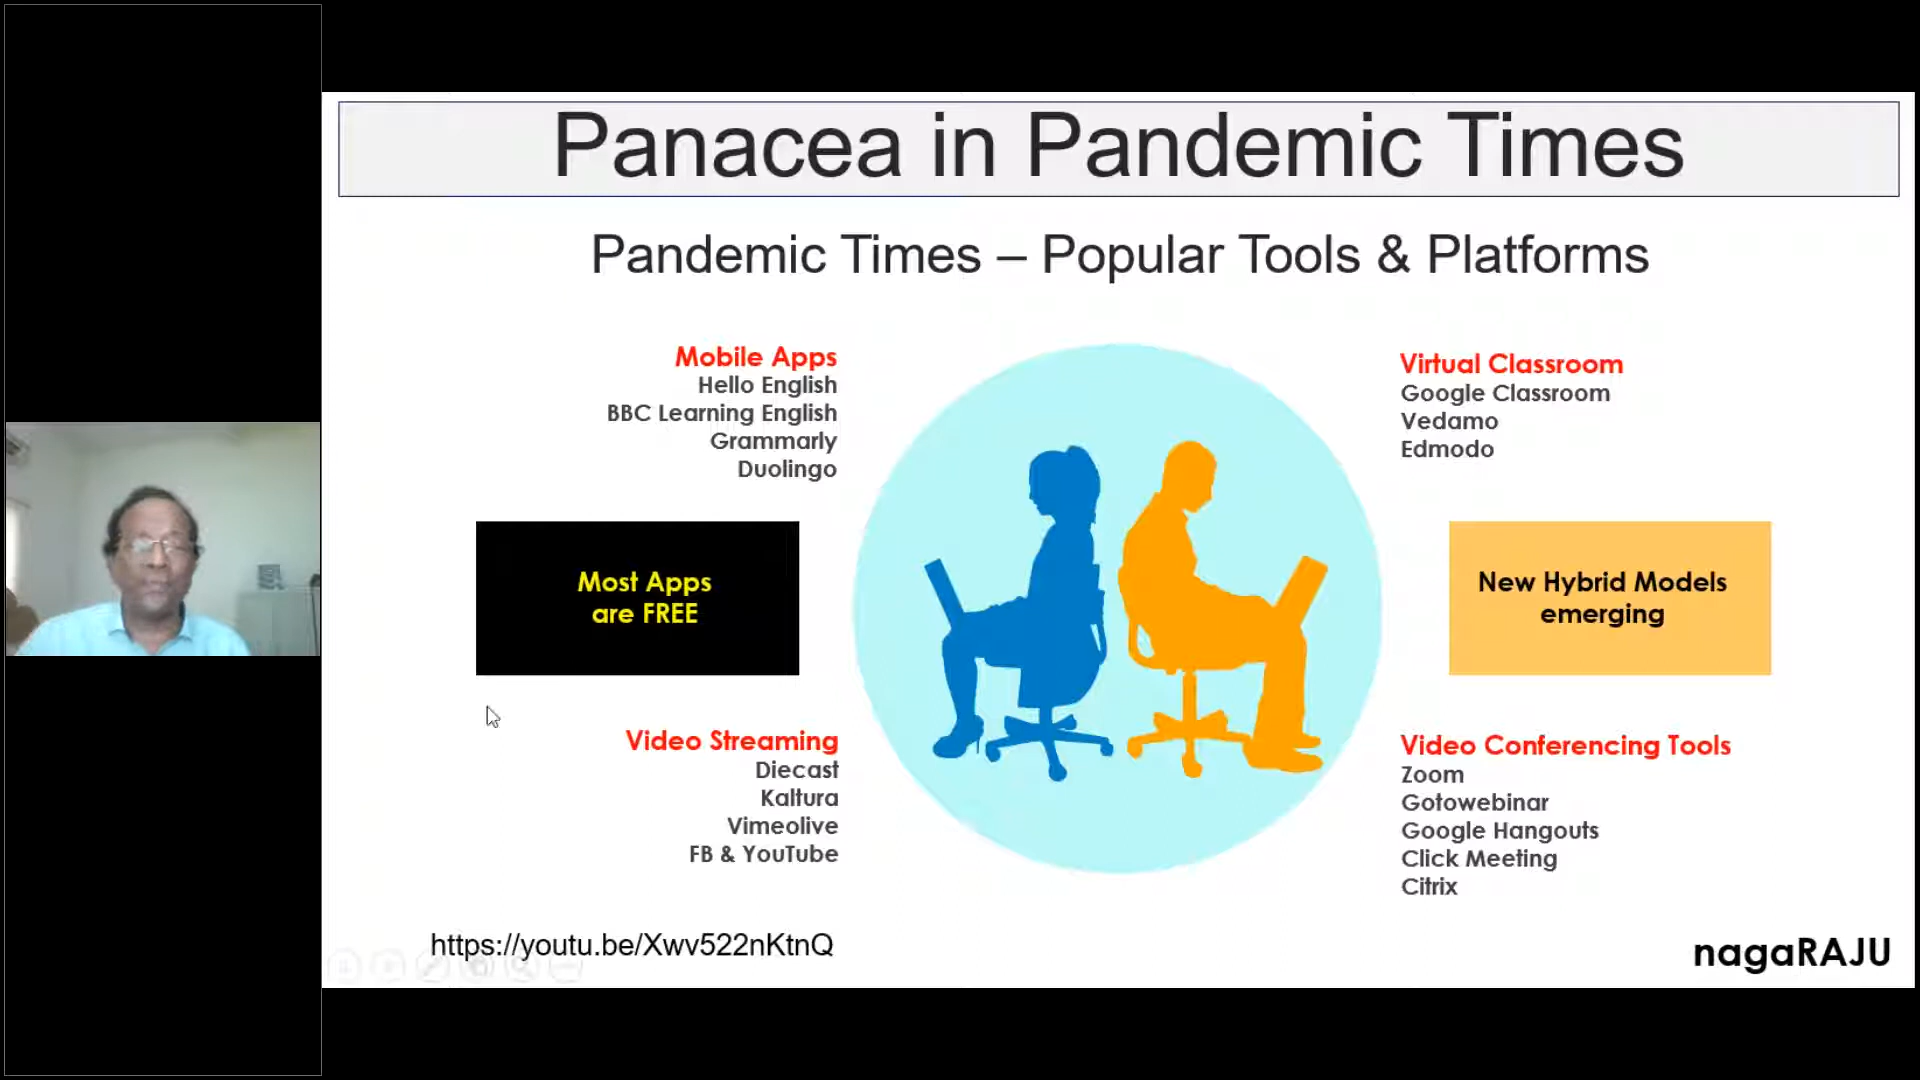 Panacea in Pandemic Times
Pandemic Times – Popular Tools & Platforms
Mobile Apps
Hello English
BBC Learning English
Grammarly
Duolingo
Most Apps
are FREE
Video Streaming
Diecast
Kaltura
Vimeolive
FB & YouTube
Virtual Classroom
Google Classroom
Vedamo
Edmodo
New Hybrid Models
emerging
Video Conferencing Tools
Zoom
Gotowebinar
Google Hangouts
Click Meeting
Citrix
https://youtu.be/Xwv522nKtnQ
nagaRAJU